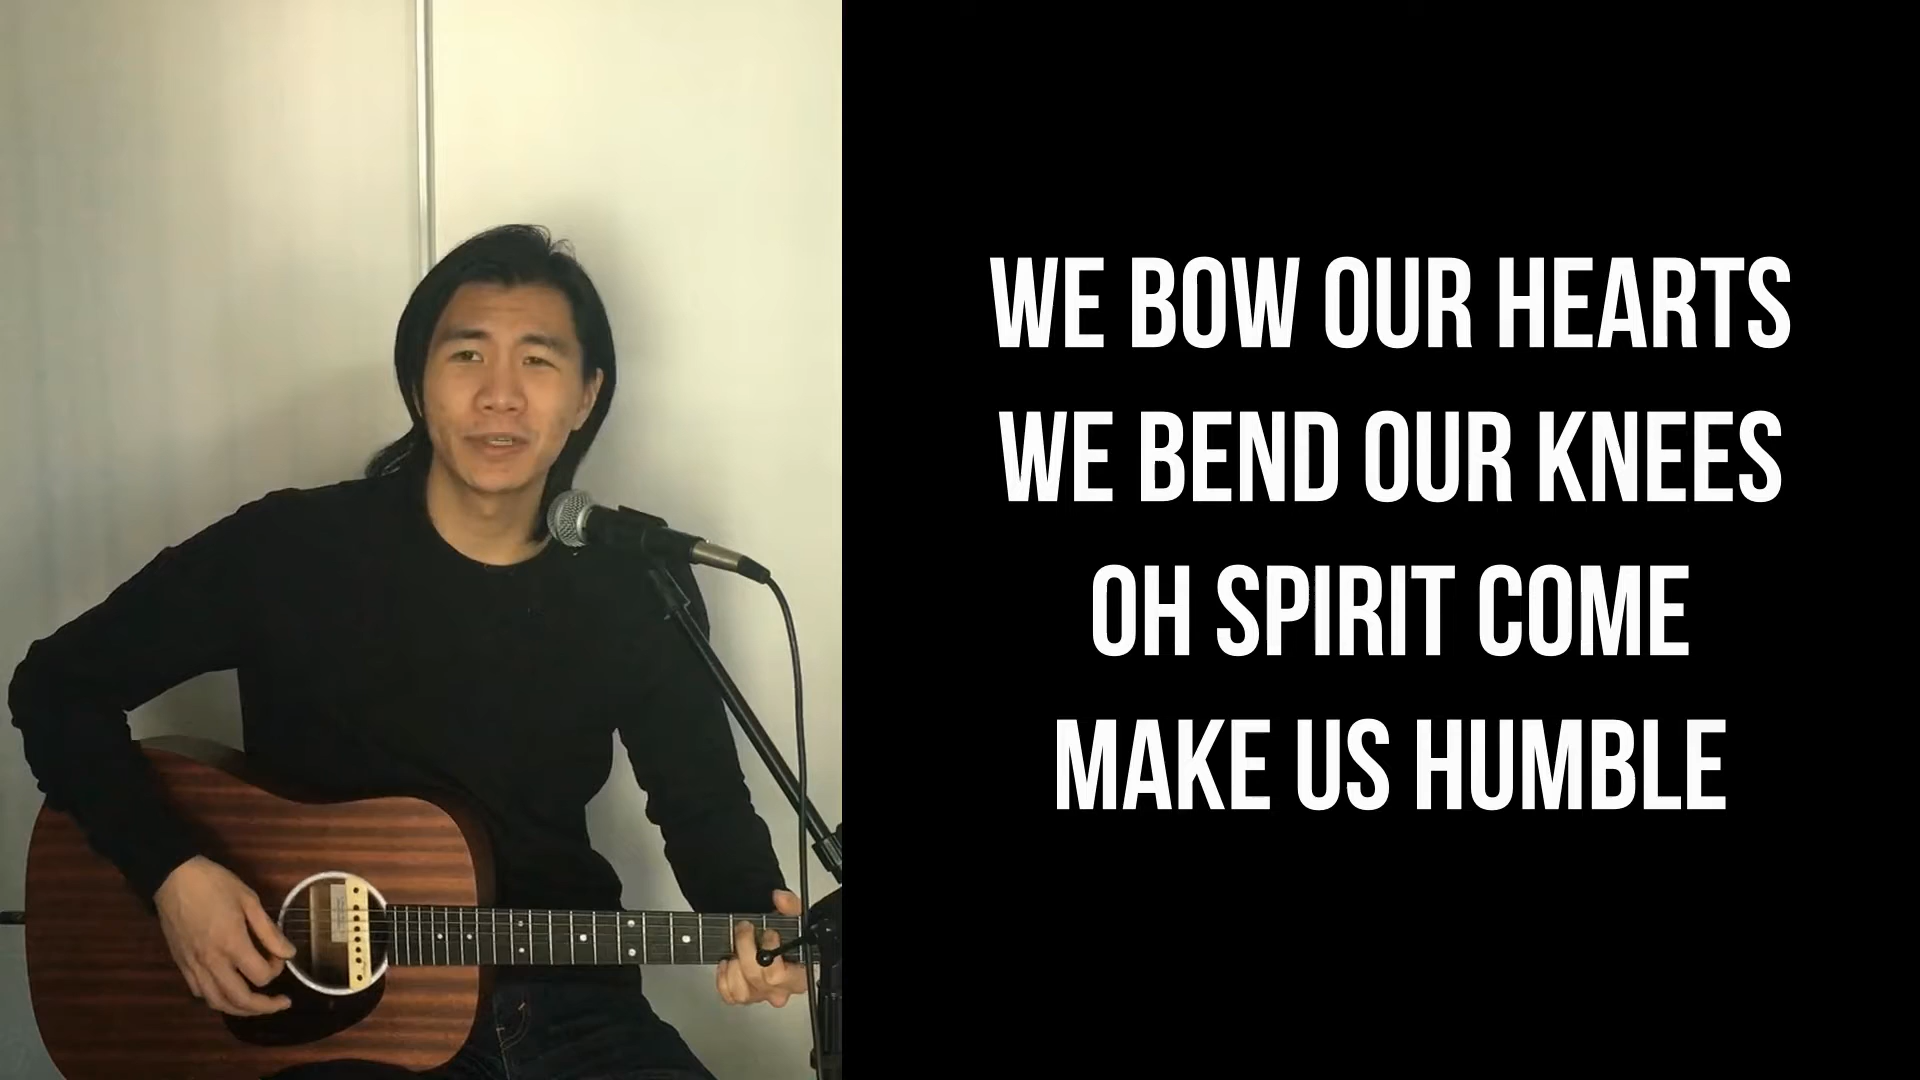 WE BOW OUR HEARTS
WE BEND OUR KNEES
OH SPIRIT COME
MAKE US HUMBLE